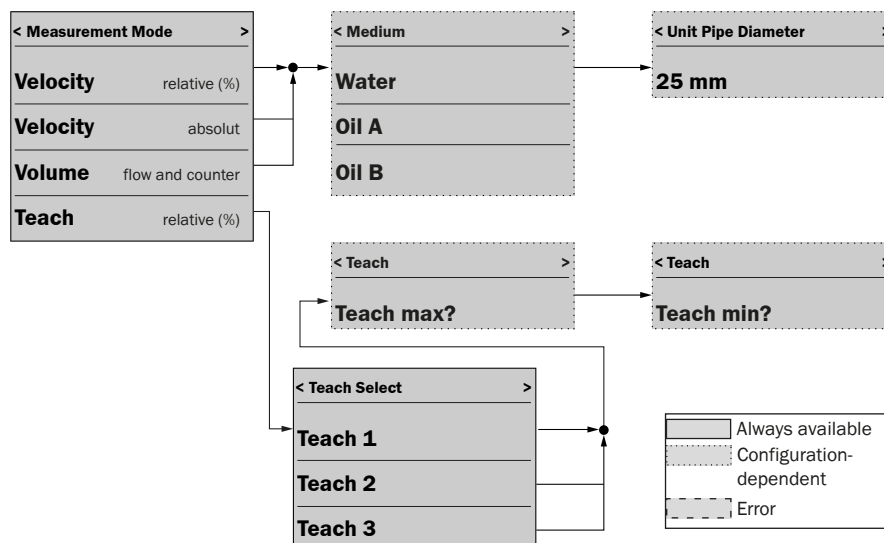 < Measurement Mode >
Velocity relative (%)
Velocity absolut
Volume flow and counter
Teach relative (%)
< Medium >
Water
Oil A
Oil B
< Unit Pipe Diameter >
25 mm
< Teach >
Teach max?
< Teach >
Teach min?
< Teach Select >
Teach 1
Teach 2
Teach 3
Always available
Configuration-
dependent
Error